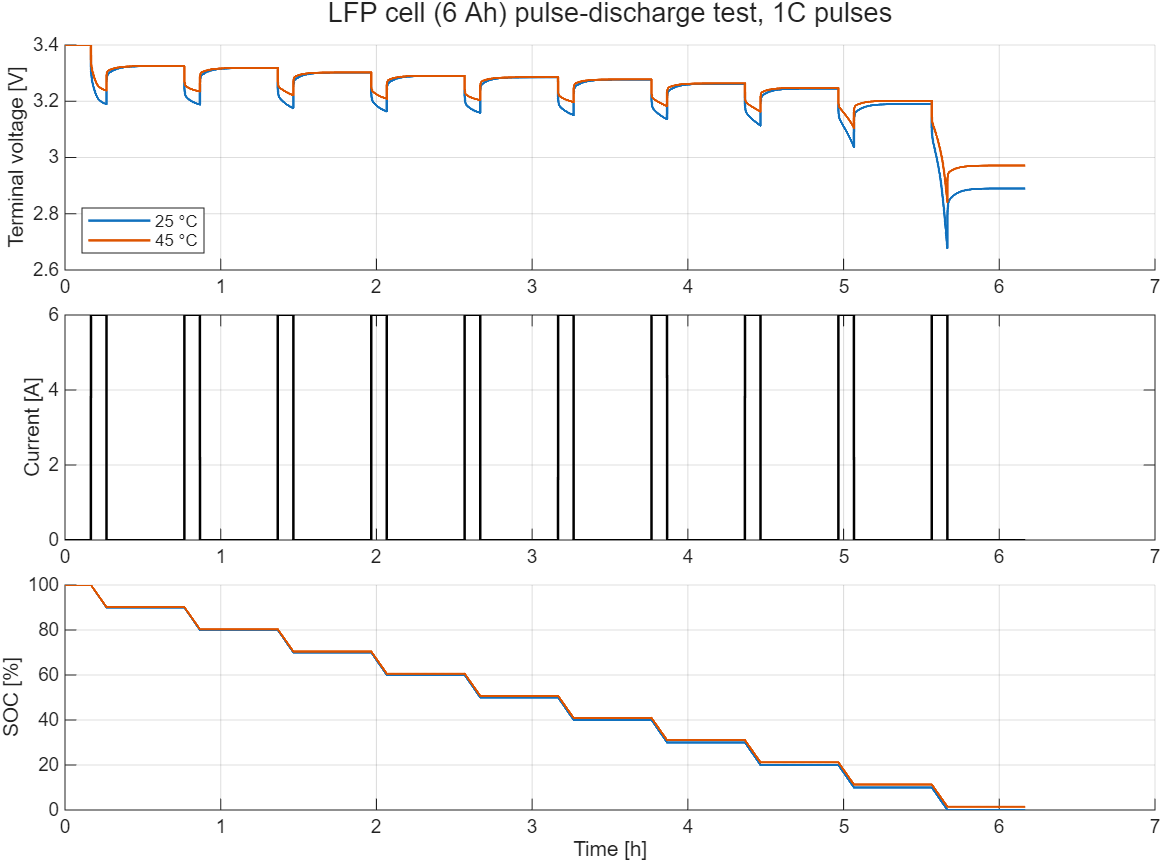 LFP cell (6 Ah) pulse-discharge test, 1C pulses
Terminal voltage [V]
3.4
3.2
3
2.8
2.6
25 °C
45 °C
0 1 2 3 4 5 6 7
Current [A]
6
4
2
0
0 1 2 3 4 5 6 7
SOC [%]
100
80
60
40
20
0
0 1 2 3 4 5 6 7
Time [h]